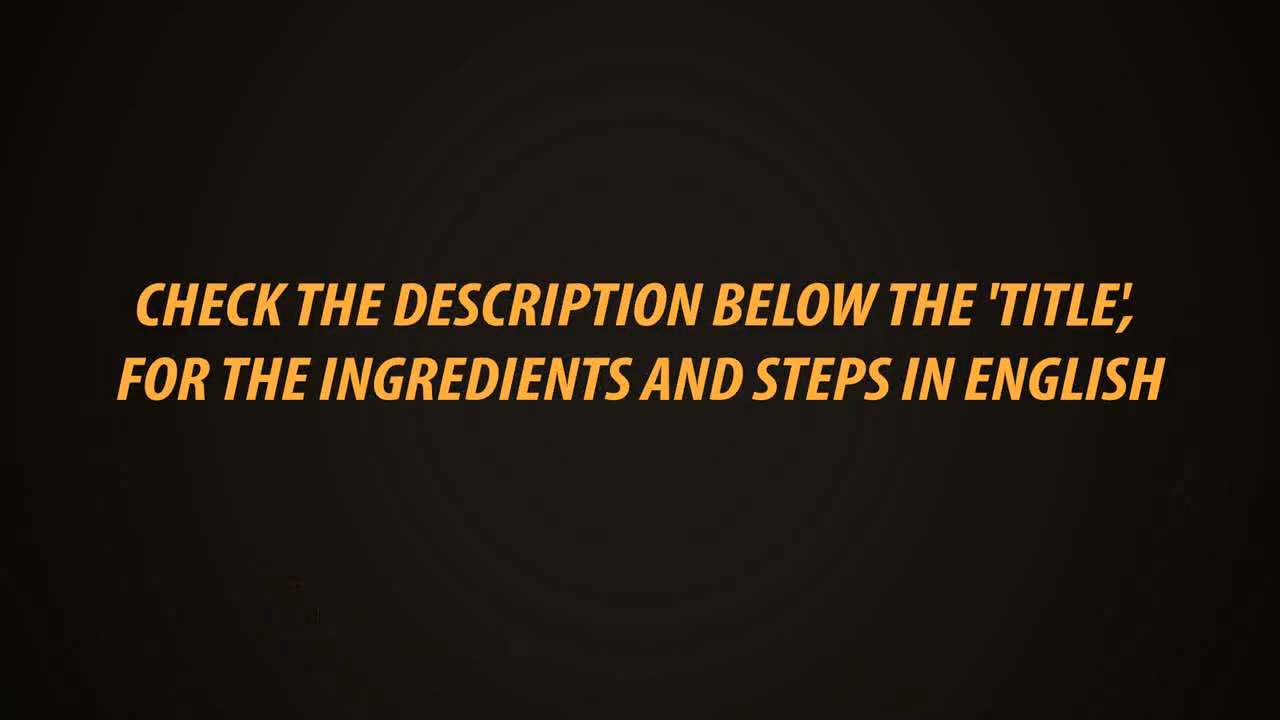 CHECK THE DESCRIPTION BELOW THE 'TITLE',
FOR THE INGREDIENTS AND STEPS IN ENGLISH